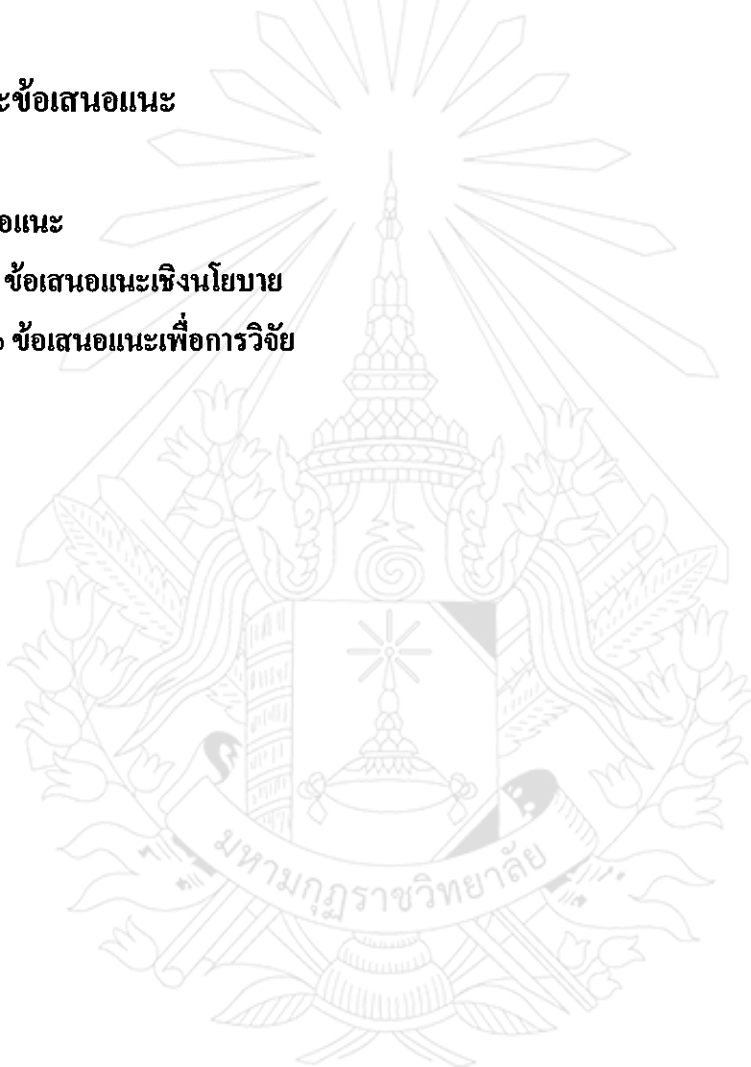 ะข้อเสนอแนะ
อแนะ
ข้อเสนอแนะเชิงนโยบาย
๖ ข้อเสนอแนะเพื่อการวิจัย
มหามกุฏราชวิทยาลัย